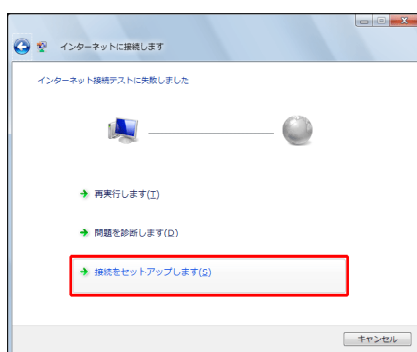 インターネットに接続します
インターネット接続テストに失敗しました
再実行します(T)
問題を診断します(D)
接続をセットアップします(S)
キャンセル